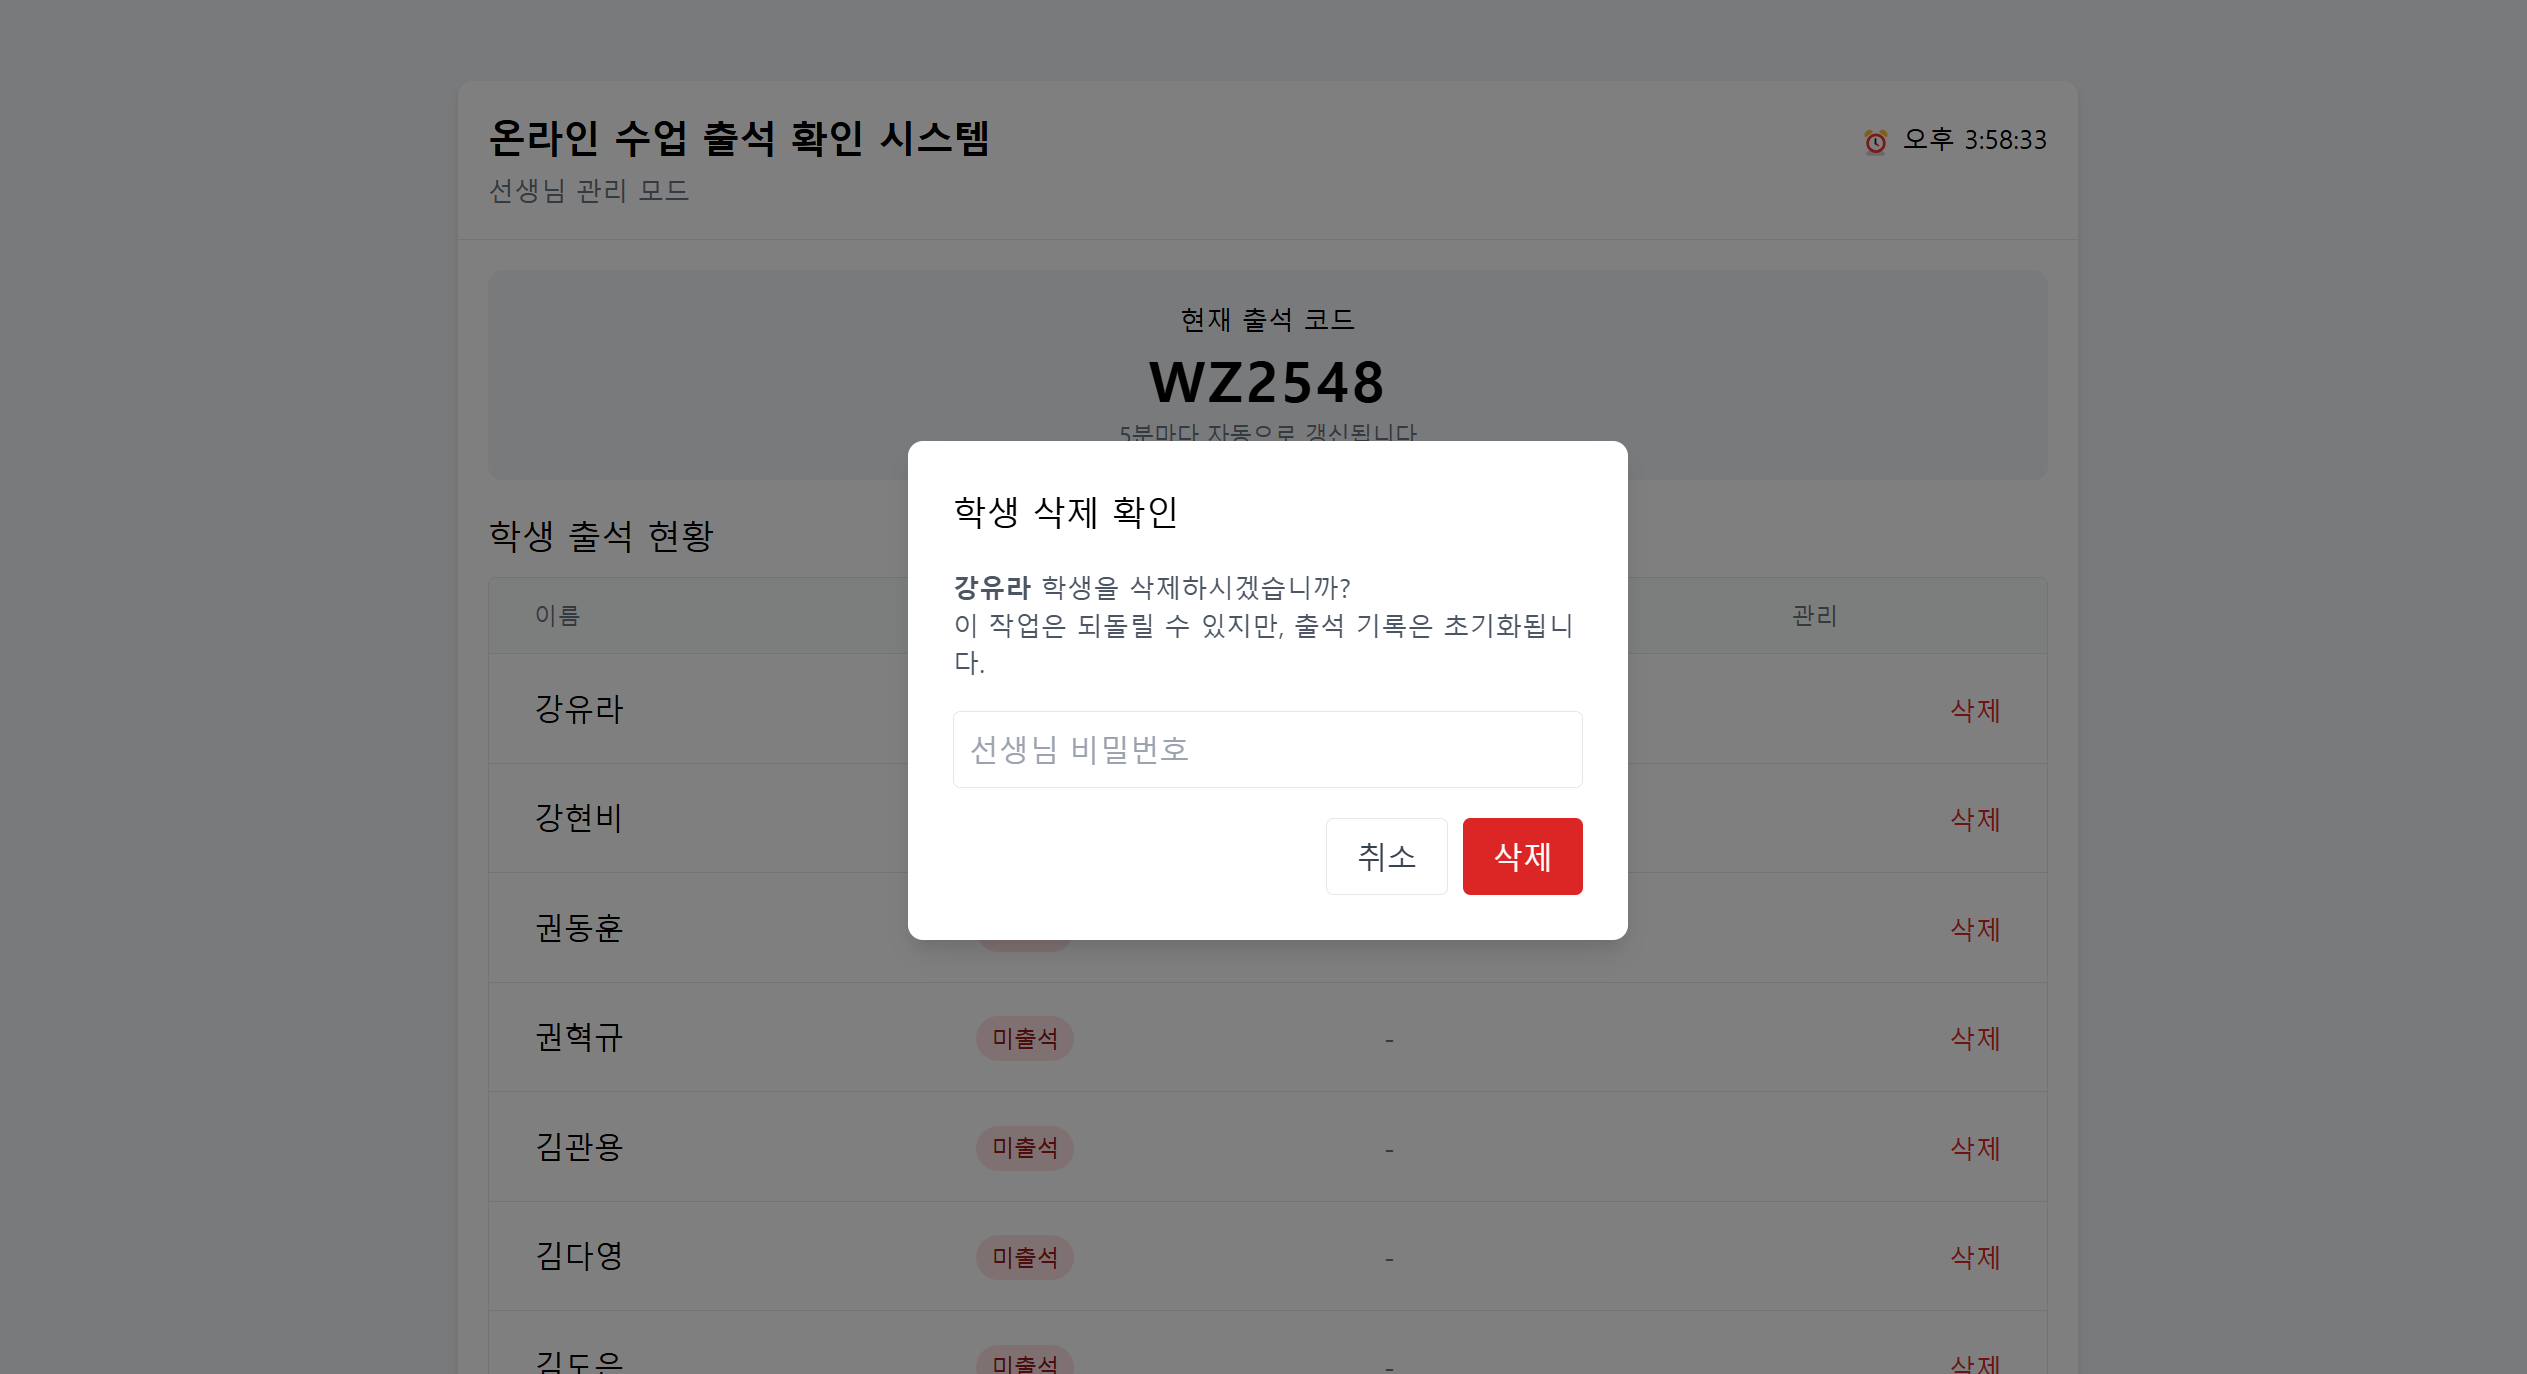 온라인 수업 출석 확인 시스템
⏰ 오후 3:58:33
선생님 관리 모드
현재 출석 코드
WZ2548
5분마다 자동으로 갱신됩니다
학생 출석 현황
이름
관리
학생 삭제 확인
강유라 학생을 삭제하시겠습니까?
이 작업은 되돌릴 수 있지만, 출석 기록은 초기화됩니
다.
선생님 비밀번호
취소 삭제
강유라 삭제
강현비 삭제
권동훈 삭제
권혁규 미출석 - 삭제
김관용 미출석 - 삭제
김다영 미출석 - 삭제
김도은 미출석 - 삭제